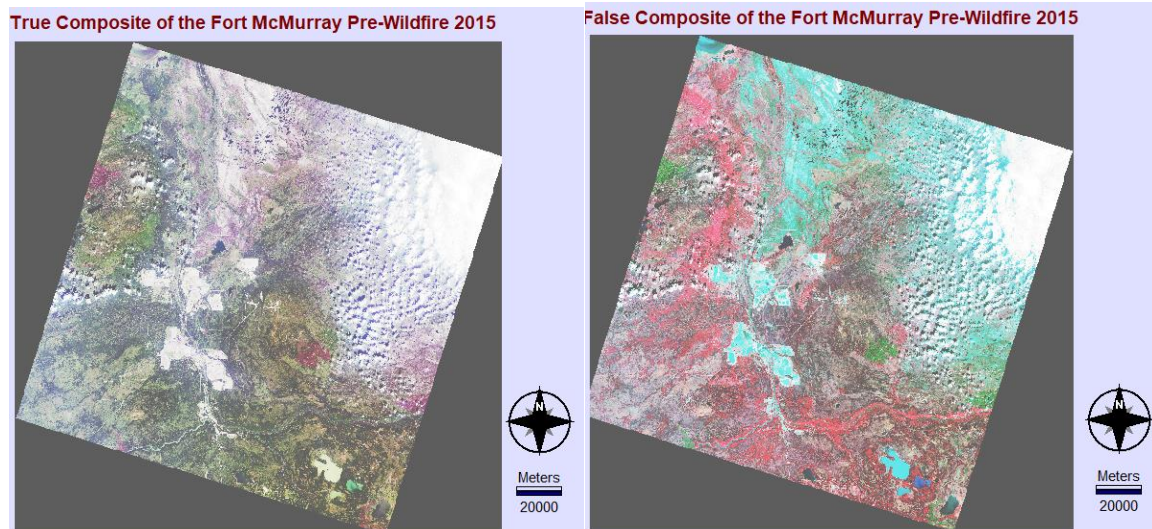 True Composite of the Fort McMurray Pre-Wildfire 2015
N
Meters
20000
False Composite of the Fort McMurray Pre-Wildfire 2015
N
Meters
20000